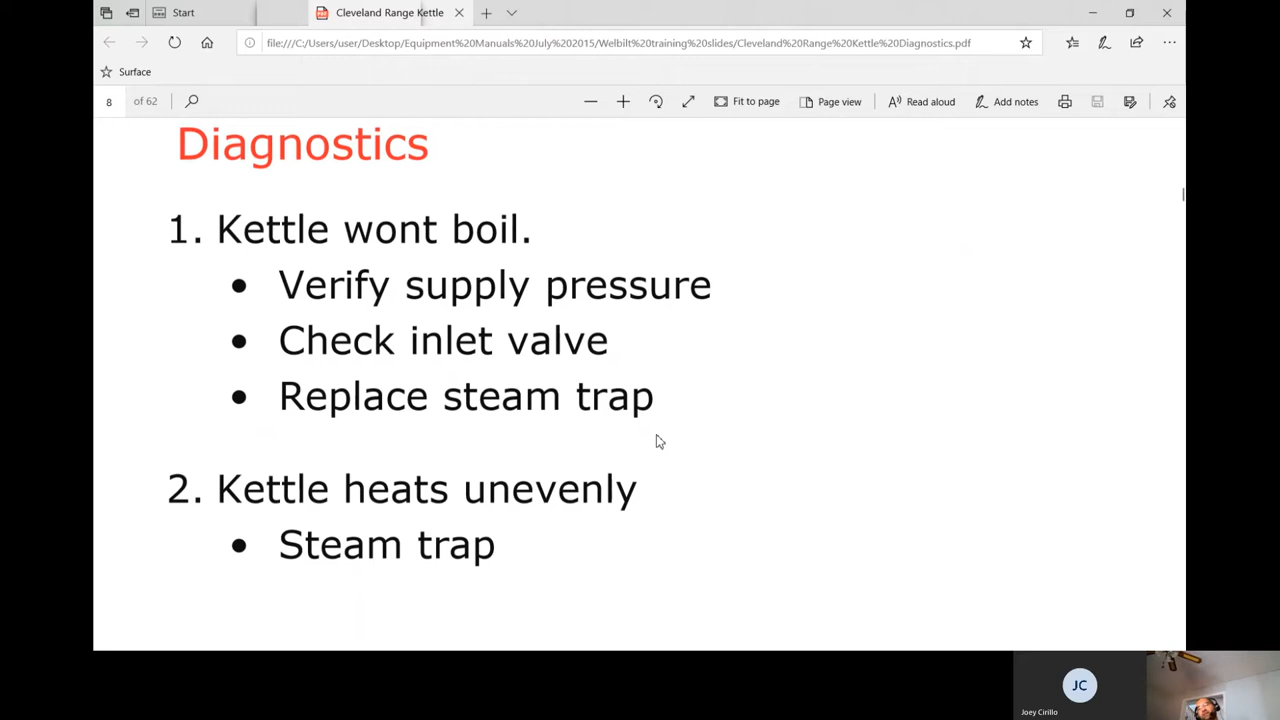 Start
Cleveland Range Kettle
file:///C:/Users/user/Desktop/Equipment%20Manuals%20July%202015/Welbilt%20training%20slides/Cleveland%20Range%20Kettle%20Diagnostics.pdf
Surface
8 of 62
Fit to page
Page view
Read aloud
Add notes
Diagnostics
1. Kettle wont boil.
• Verify supply pressure
• Check inlet valve
• Replace steam trap
2. Kettle heats unevenly
• Steam trap
JC
Joey Cirillo